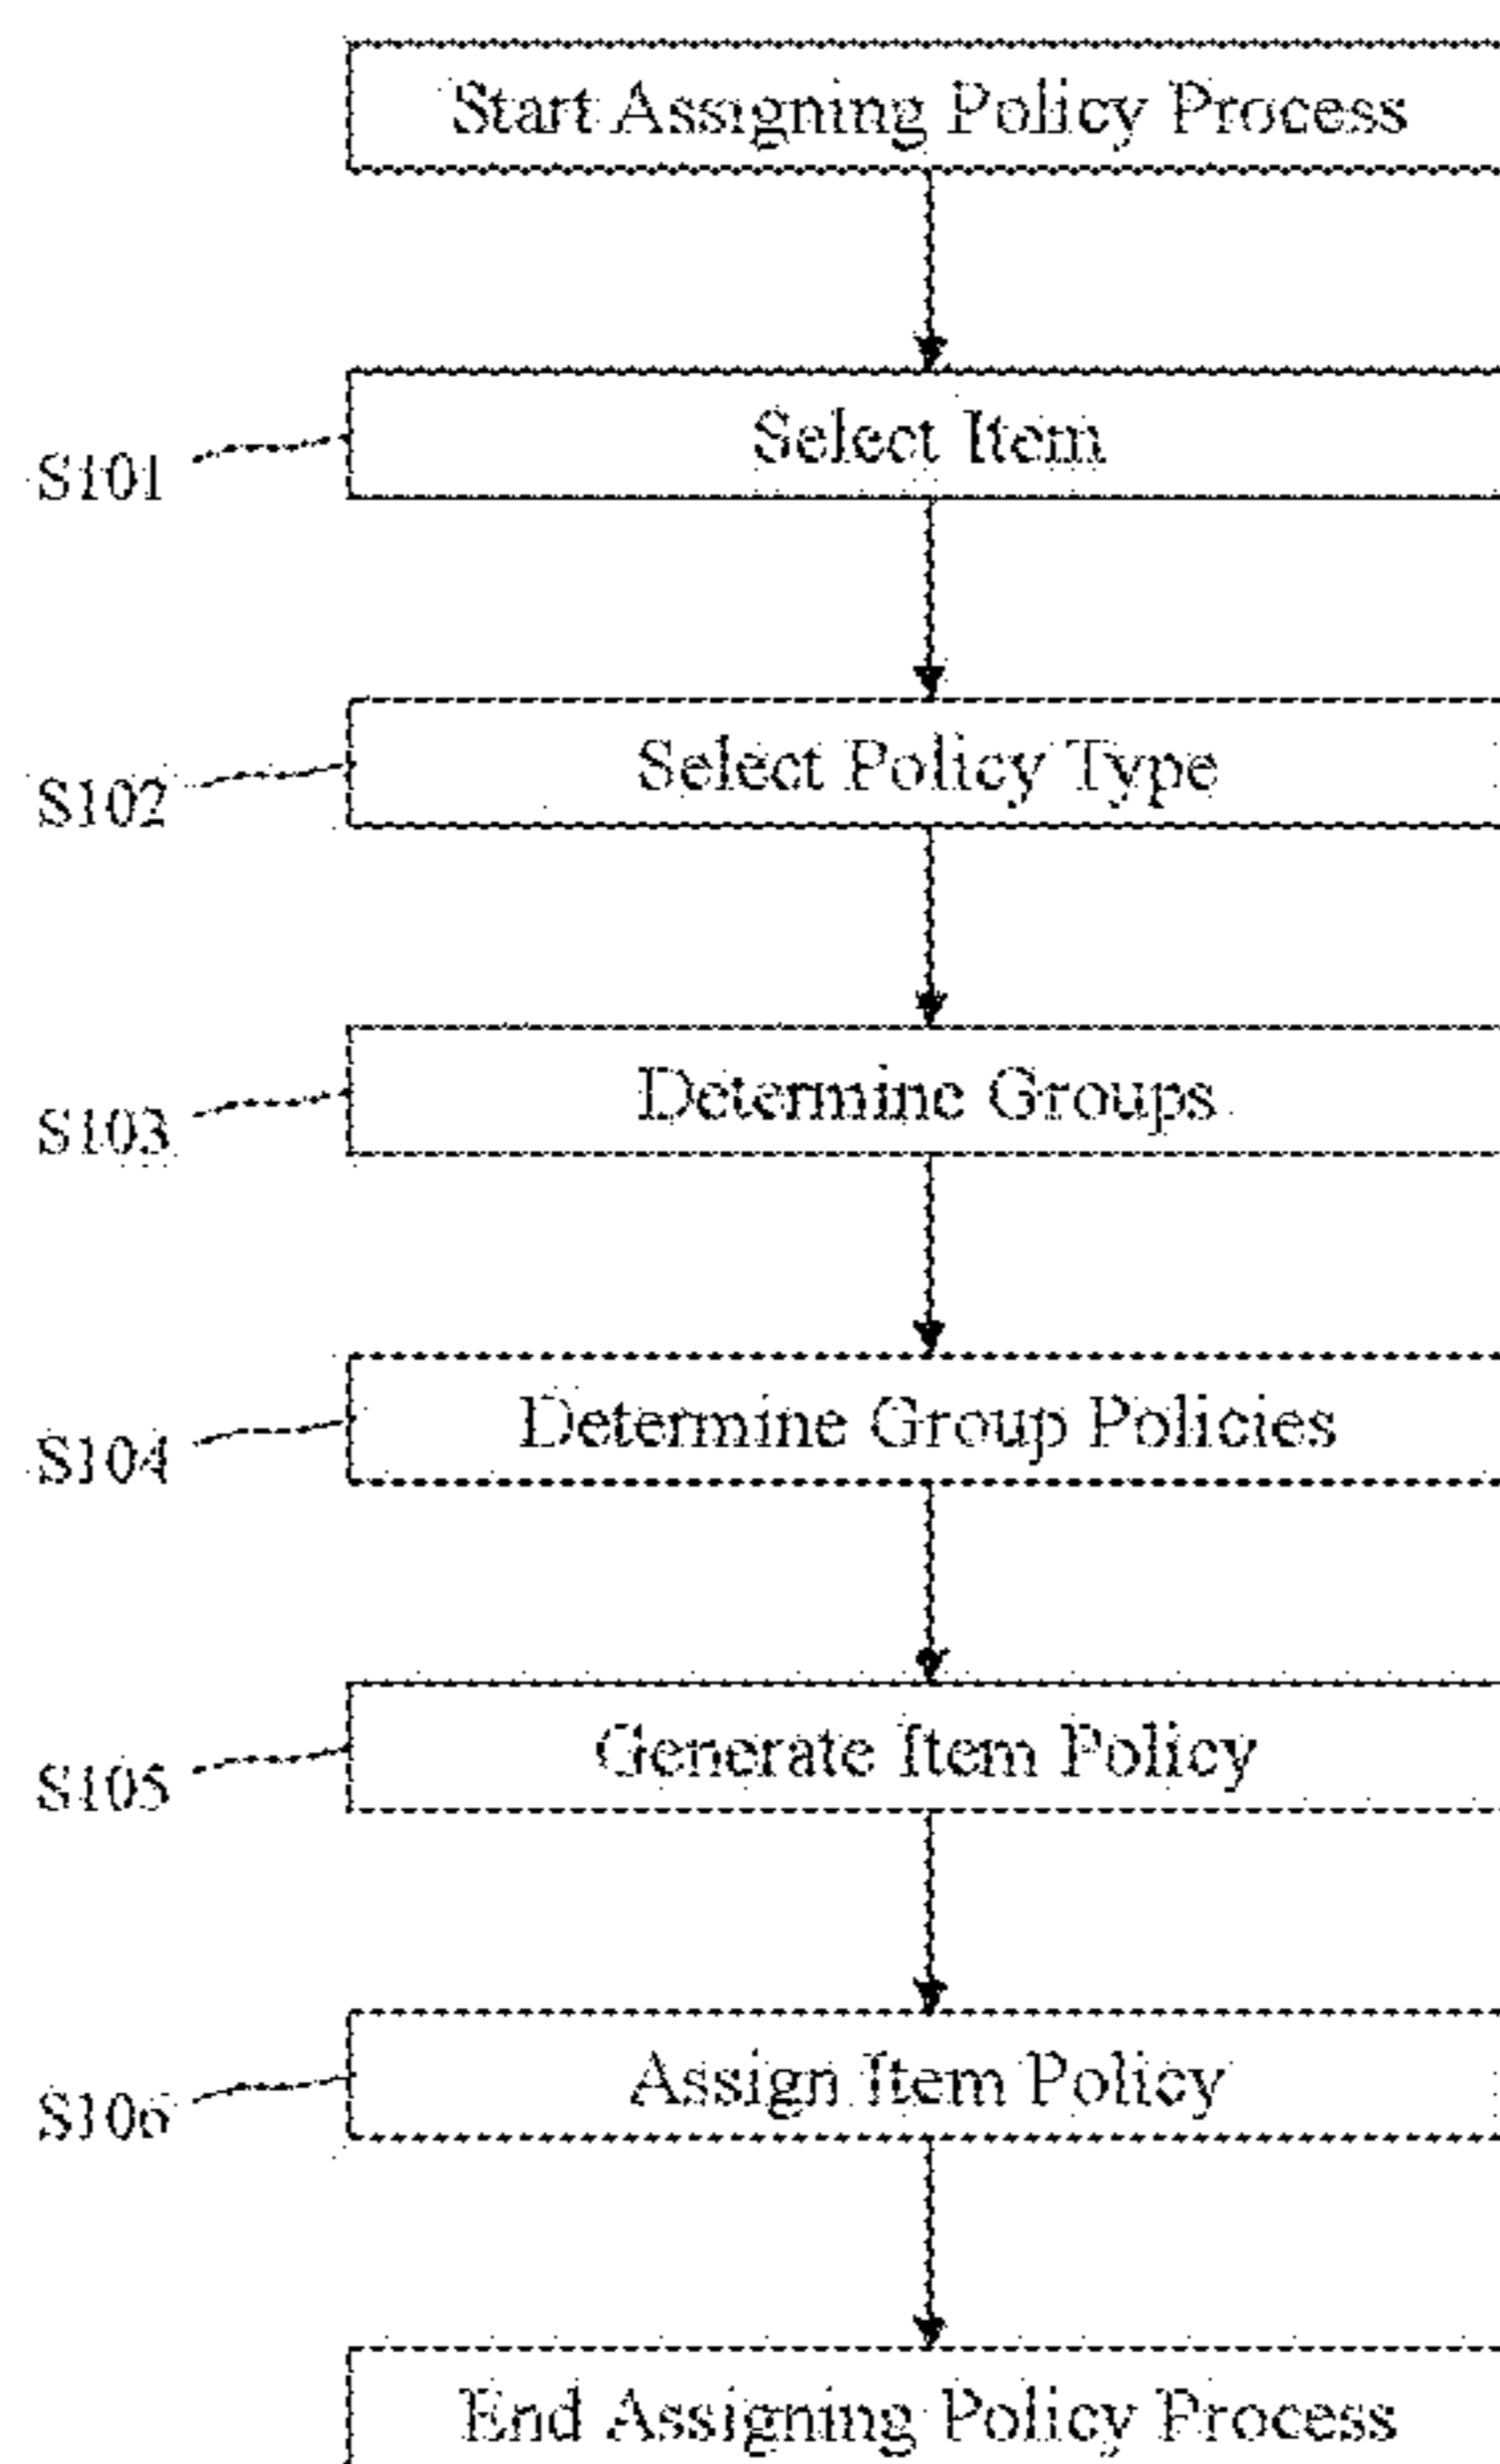 Start Assigning Policy Process
Select Item
S101
Select Policy Type
S102
Determine Groups
S103
Determine Group Policies
S104
Generate Item Policy
S105
Assign Item Policy
S106
End Assigning Policy Process